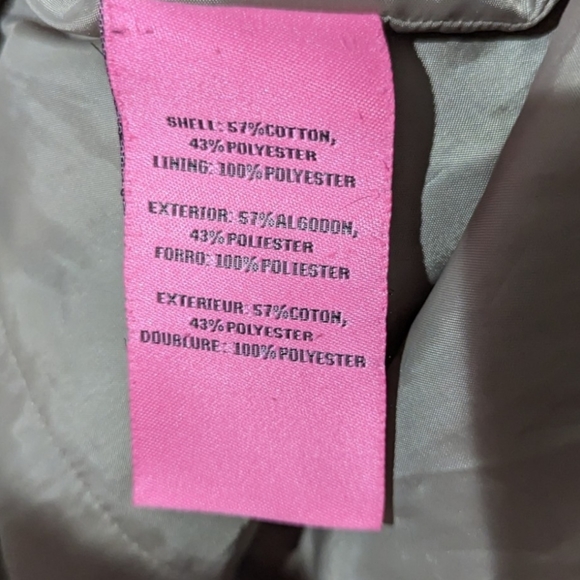 SHELL: 57%COTTON,
43%POLYESTER
LINING: 100%POLYESTER
EXTERIOR: 57%ALGODON,
43%POLIESTER
FORRO: 100%POLIESTER
EXTERIEUR: 57%COTON,
43%POLYESTER
DOUBLURE: 100%POLYESTER